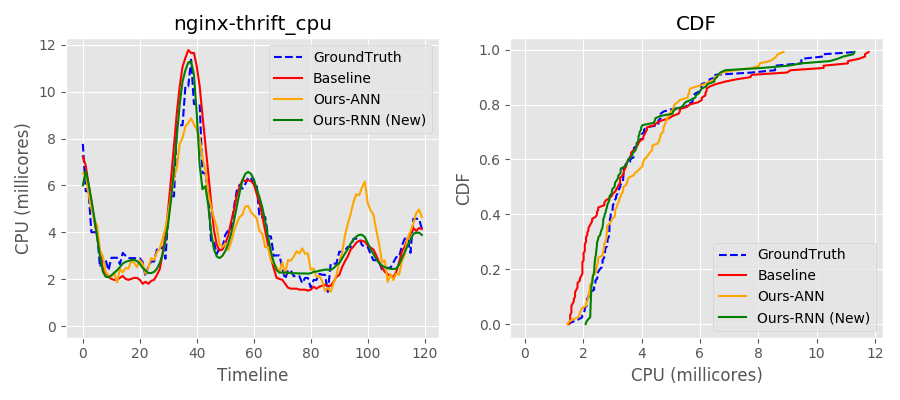 nginx-thrift_cpu
CPU (millicores)
12
10
8
6
4
2
0
GroundTruth
Baseline
Ours-ANN
Ours-RNN (New)
0 20 40 60 80 100 120
Timeline
CDF
CDF
1.0
0.8
0.6
0.4
0.2
0.0
GroundTruth
Baseline
Ours-ANN
Ours-RNN (New)
0 2 4 6 8 10 12
CPU (millicores)